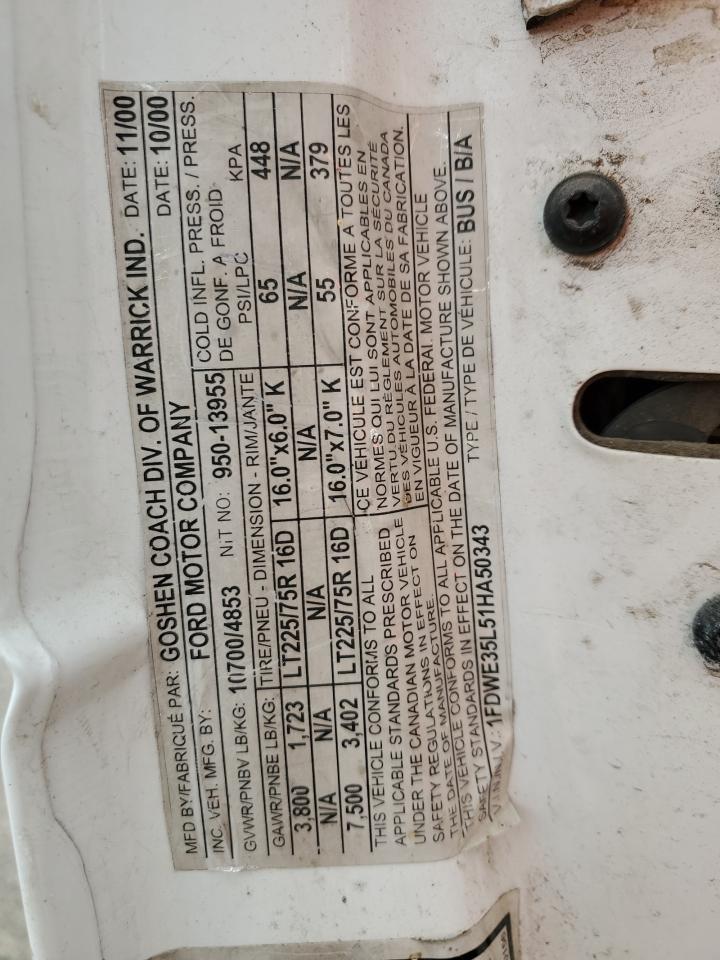 MFD BY/FABRIQUÉ PAR: GOSHEN COACH DIV. OF WARRICK IND. DATE: 11/00
INC. VEH. MFG. BY: FORD MOTOR COMPANY DATE: 10/00
GVWR/PNBV LB/KG: 10700/4853 NIT NO: 950-13955 COLD INFL. PRESS. / PRESS. DE GONF. A FROID:
GAWR/PNBE LB/KG: TIRE/PNEU - DIMENSION - RIM/JANTE PSI/LPC KPA
3,800 1,723 LT225/75R 16D 16.0"x6.0" K 65 448
N/A N/A N/A N/A N/A N/A
7,500 3,402 LT225/75R 16D 16.0"x7.0" K 55 379
THIS VEHICLE CONFORMS TO ALL
APPLICABLE STANDARDS PRESCRIBED
UNDER THE CANADIAN MOTOR VEHICLE
SAFETY REGULATIONS IN EFFECT ON
THE DATE OF MANUFACTURE.
ÇE VÉHICULE EST CONFORME À TOUTES LES
NORMES QUI LUI SONT APPLICABLES EN
VERTU DU RÈGLEMENT SUR LA SÉCURITÉ
DES VÉHICULES AUTOMOBILES DU CANADA
EN VIGUEUR À LA DATE DE SA FABRICATION.
THIS VEHICLE CONFORMS TO ALL APPLICABLE U.S. FEDERAL MOTOR VEHICLE
SAFETY STANDARDS IN EFFECT ON THE DATE OF MANUFACTURE SHOWN ABOVE.
V.I.N./N.I.V.: 1FDWE35L51HA50343 TYPE / TYPE DE VÉHICULE: BUS / B/A